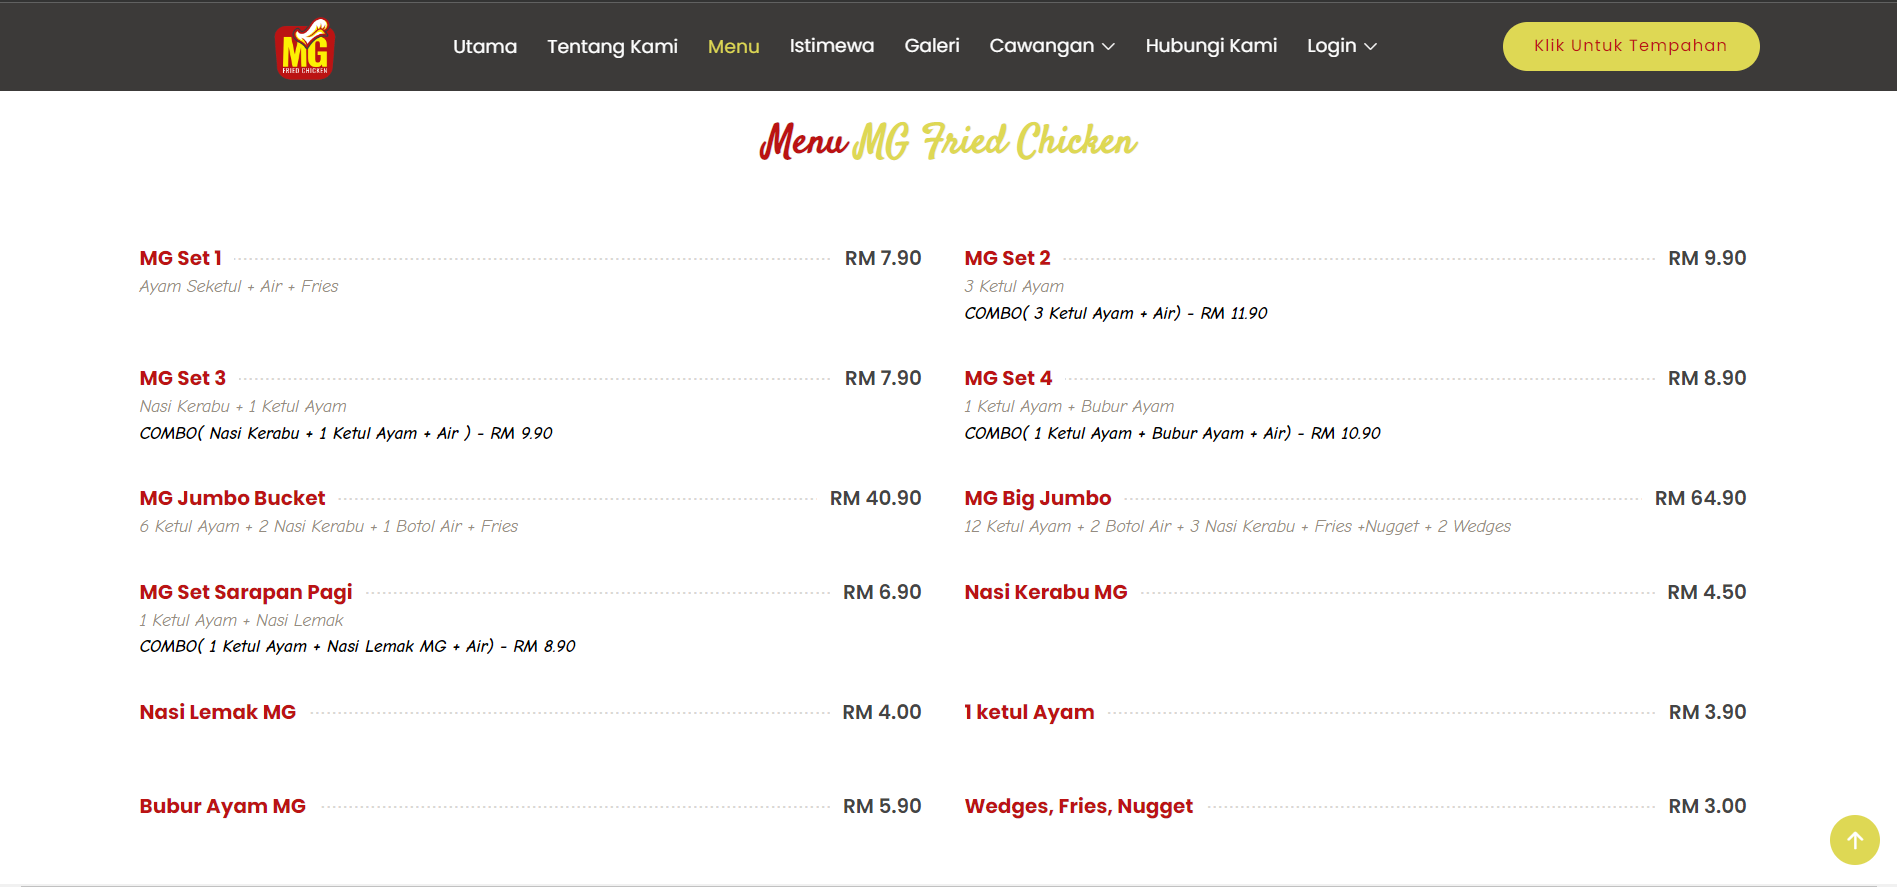 MG
FRIED CHICKEN
Utama
Tentang Kami
Menu
Istimewa
Galeri
Cawangan
Hubungi Kami
Login
Klik Untuk Tempahan
Menu MG Fried Chicken
MG Set 1 RM 7.90
Ayam Seketul + Air + Fries
MG Set 2 RM 9.90
3 Ketul Ayam
COMBO( 3 Ketul Ayam + Air) - RM 11.90
MG Set 3 RM 7.90
Nasi Kerabu + 1 Ketul Ayam
COMBO( Nasi Kerabu + 1 Ketul Ayam + Air ) - RM 9.90
MG Set 4 RM 8.90
1 Ketul Ayam + Bubur Ayam
COMBO( 1 Ketul Ayam + Bubur Ayam + Air) - RM 10.90
MG Jumbo Bucket RM 40.90
6 Ketul Ayam + 2 Nasi Kerabu + 1 Botol Air + Fries
MG Big Jumbo RM 64.90
12 Ketul Ayam + 2 Botol Air + 3 Nasi Kerabu + Fries +Nugget + 2 Wedges
MG Set Sarapan Pagi RM 6.90
1 Ketul Ayam + Nasi Lemak
COMBO( 1 Ketul Ayam + Nasi Lemak MG + Air) - RM 8.90
Nasi Kerabu MG RM 4.50
Nasi Lemak MG RM 4.00
1 ketul Ayam RM 3.90
Bubur Ayam MG RM 5.90
Wedges, Fries, Nugget RM 3.00